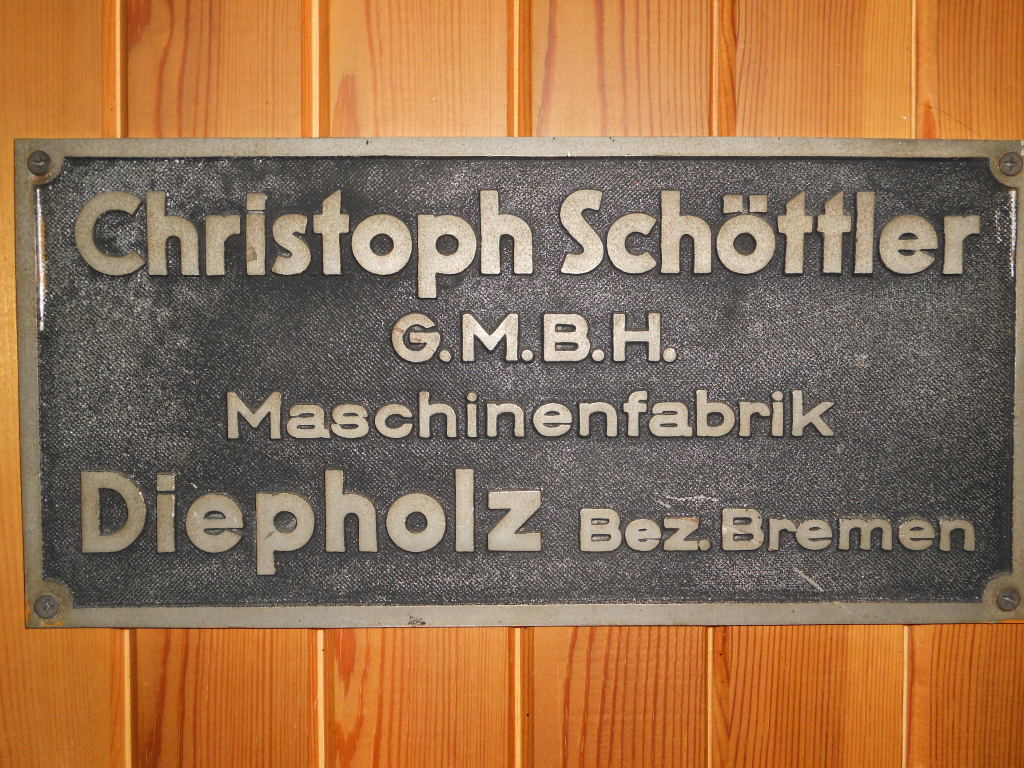 Christoph Schöttler
G.M.B.H.
Maschinenfabrik
Diepholz Bez. Bremen